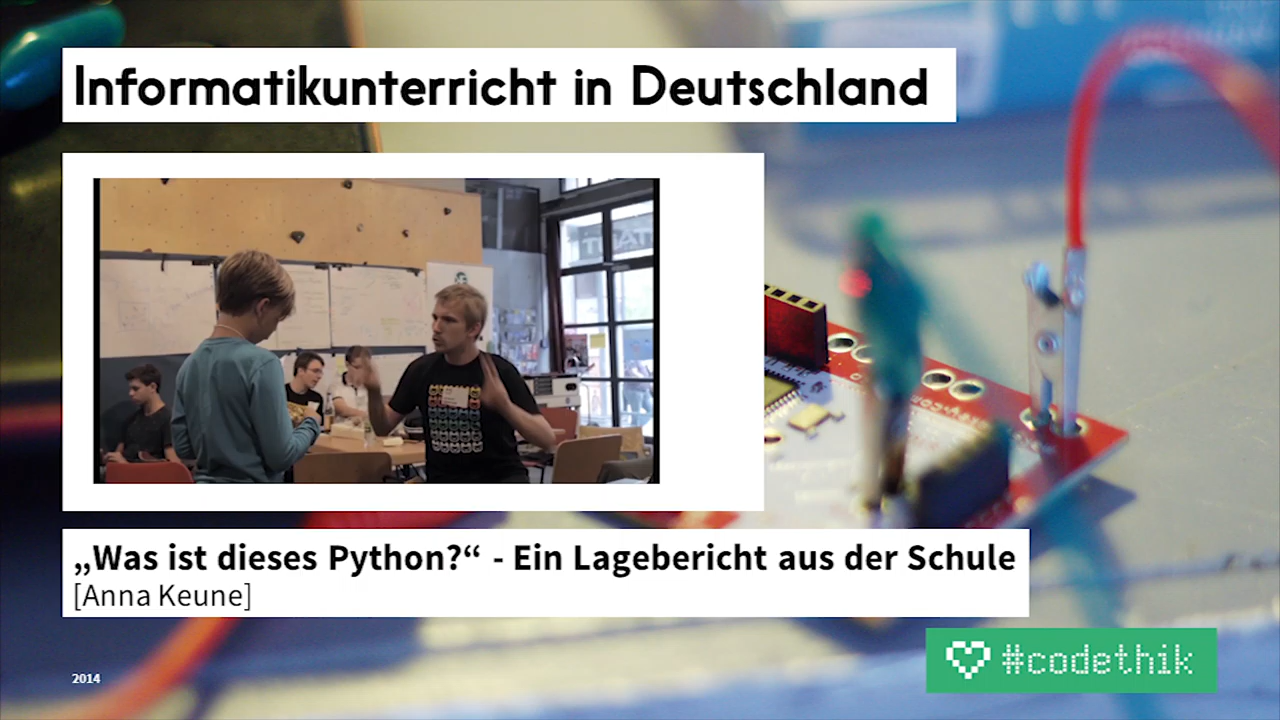 Informatikunterricht in Deutschland
„Was ist dieses Python?“ - Ein Lagebericht aus der Schule
[Anna Keune]
2014
#codethik